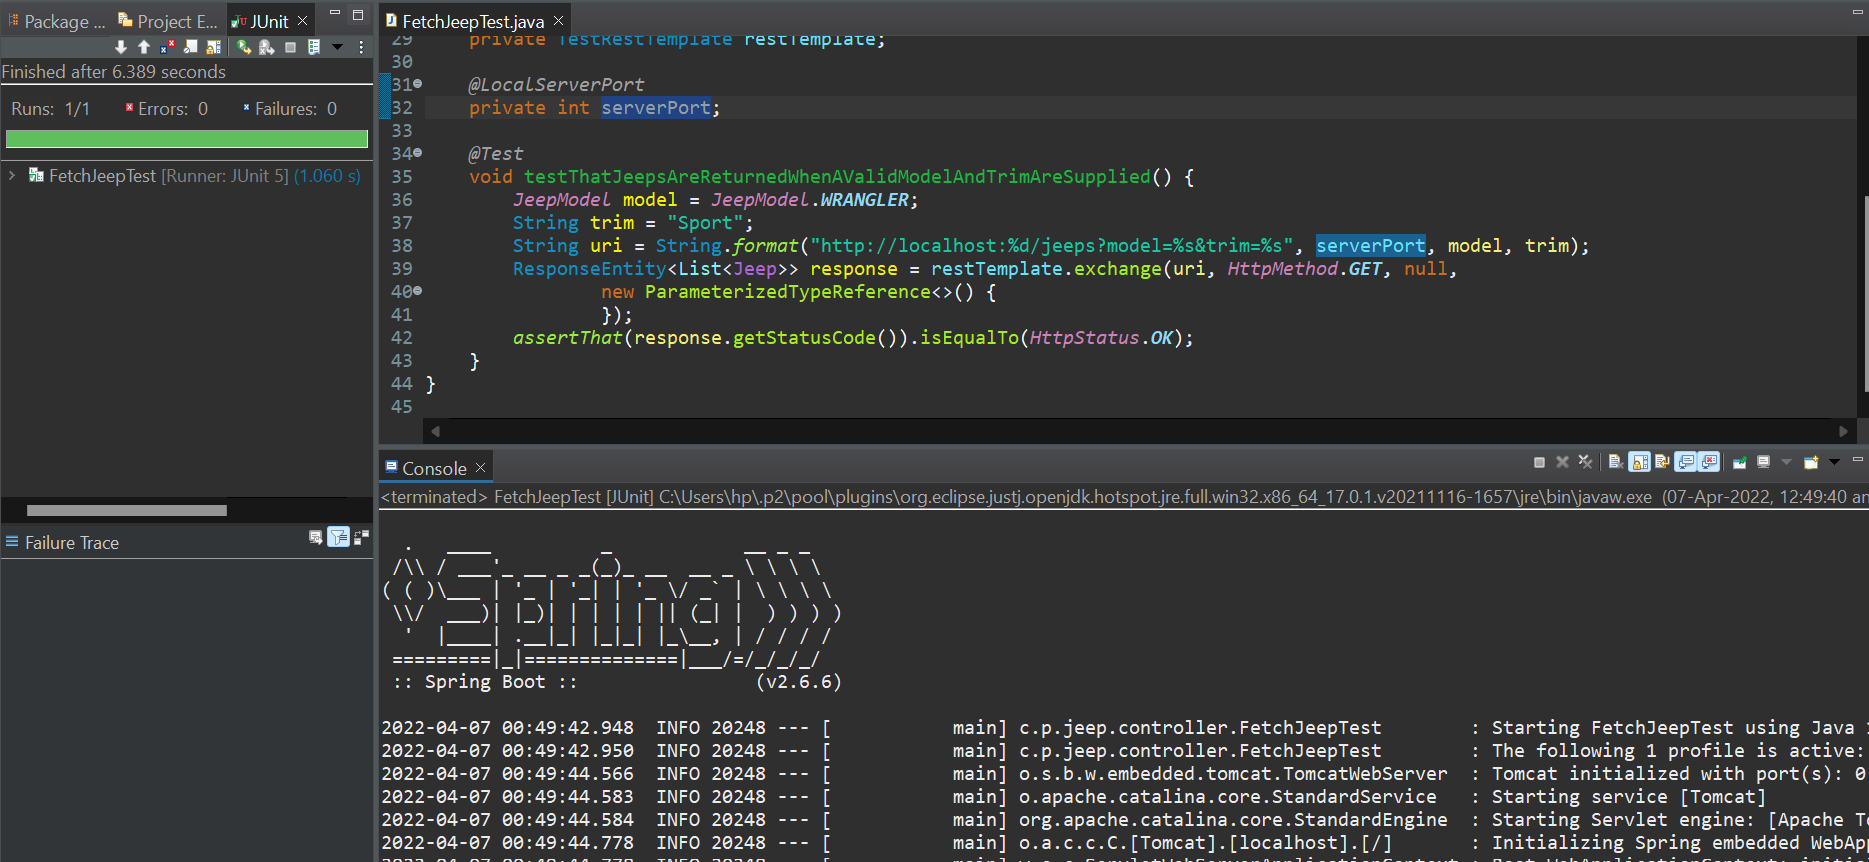 Package ... Project E... JUnit
Finished after 6.389 seconds
Runs: 1/1 Errors: 0 Failures: 0
FetchJeepTest [Runner: JUnit 5] (1.060 s)
Failure Trace
FetchJeepTest.java
29 private TestRestTemplate restTemplate;
30
31 @LocalServerPort
32 private int serverPort;
33
34 @Test
35 void testThatJeepsAreReturnedWhenAValidModelAndTrimAreSupplied() {
36 JeepModel model = JeepModel.WRANGLER;
37 String trim = "Sport";
38 String uri = String.format("http://localhost:%d/jeeps?model=%s&trim=%s", serverPort, model, trim);
39 ResponseEntity<List<Jeep>> response = restTemplate.exchange(uri, HttpMethod.GET, null,
40 new ParameterizedTypeReference<>() {
41 });
42 assertThat(response.getStatusCode()).isEqualTo(HttpStatus.OK);
43 }
44 }
45
Console
<terminated> FetchJeepTest [JUnit] C:\Users\hp\.p2\pool\plugins\org.eclipse.justj.openjdk.hotspot.jre.full.win32.x86_64_17.0.1.v20211116-1657\jre\bin\javaw.exe (07-Apr-2022, 12:49:40 am
Spring
:: Spring Boot :: (v2.6.6)
2022-04-07 00:49:42.948 INFO 20248 --- [ main] c.p.jeep.controller.FetchJeepTest : Starting FetchJeepTest using Java 1
2022-04-07 00:49:42.950 INFO 20248 --- [ main] c.p.jeep.controller.FetchJeepTest : The following 1 profile is active:
2022-04-07 00:49:44.566 INFO 20248 --- [ main] o.s.b.w.embedded.tomcat.TomcatWebServer : Tomcat initialized with port(s): 0
2022-04-07 00:49:44.583 INFO 20248 --- [ main] o.apache.catalina.core.StandardService : Starting service [Tomcat]
2022-04-07 00:49:44.584 INFO 20248 --- [ main] org.apache.catalina.core.StandardEngine : Starting Servlet engine: [Apache To
2022-04-07 00:49:44.778 INFO 20248 --- [ main] o.a.c.c.C.[Tomcat].[localhost].[/] : Initializing Spring embedded WebApp